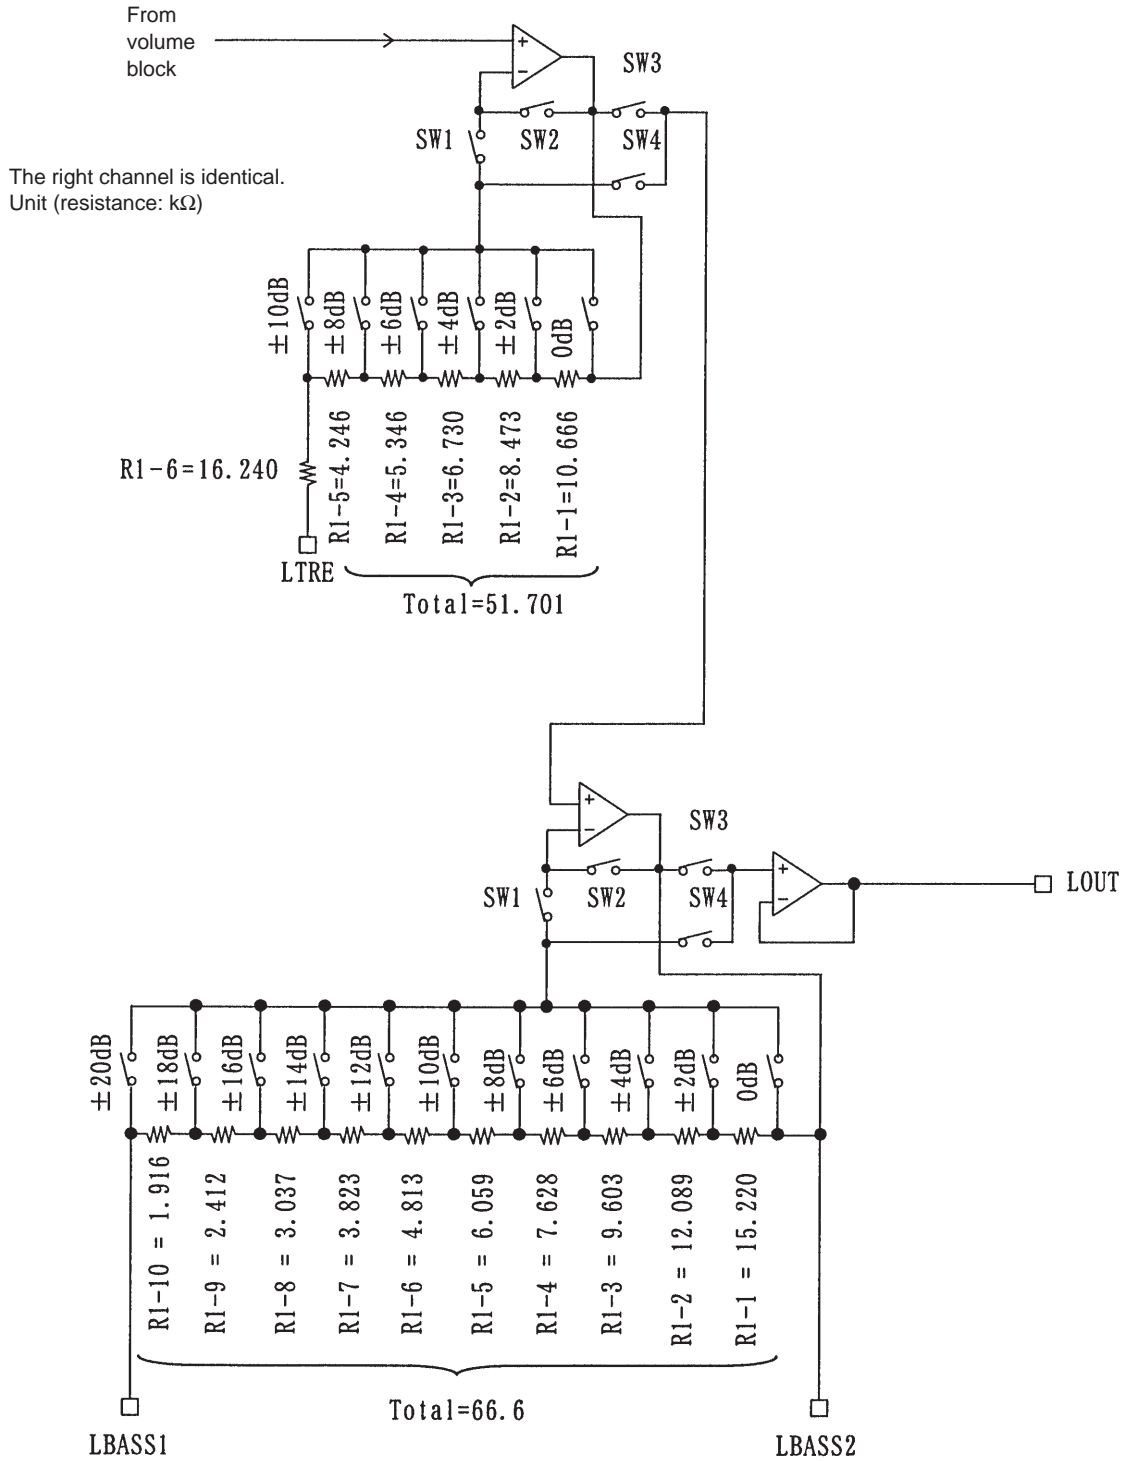 From
volume
block
+
−
SW3
SW1
SW2
SW4
The right channel is identical.
Unit (resistance: kΩ)
±10dB
±8dB
±6dB
±4dB
±2dB
0dB
R1-6=16.240
R1-5=4.246
R1-4=5.346
R1-3=6.730
R1-2=8.473
R1-1=10.666
LTRE
Total=51.701
+
−
SW3
SW1
SW2
SW4
+
−
LOUT
±20dB
±18dB
±16dB
±14dB
±12dB
±10dB
±8dB
±6dB
±4dB
±2dB
0dB
R1-10 = 1.916
R1-9 = 2.412
R1-8 = 3.037
R1-7 = 3.823
R1-6 = 4.813
R1-5 = 6.059
R1-4 = 7.628
R1-3 = 9.603
R1-2 = 12.089
R1-1 = 15.220
Total=66.6
LBASS1
LBASS2